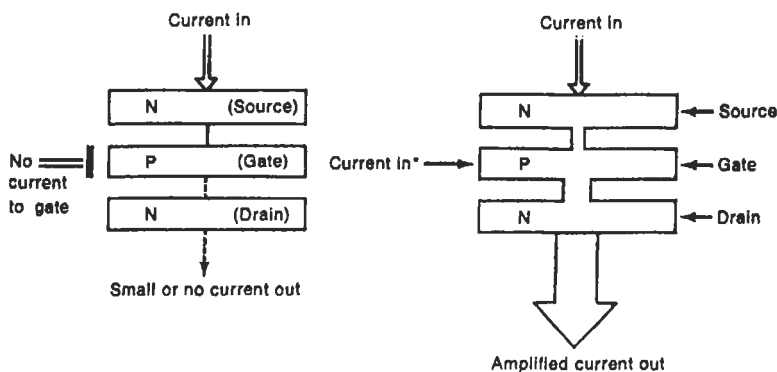 Current in
N (Source)
No current to gate
P (Gate)
N (Drain)
Small or no current out
Current in
N
Source
Current in*
P
Gate
N
Drain
Amplified current out